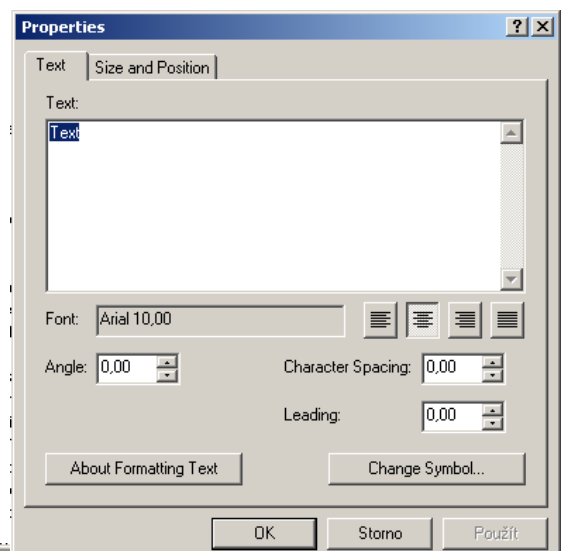 Properties
Text Size and Position
Text:
Text
Font: Arial 10,00
Angle: 0,00 Character Spacing: 0,00
Leading: 0,00
About Formatting Text Change Symbol...
OK Storno Použít